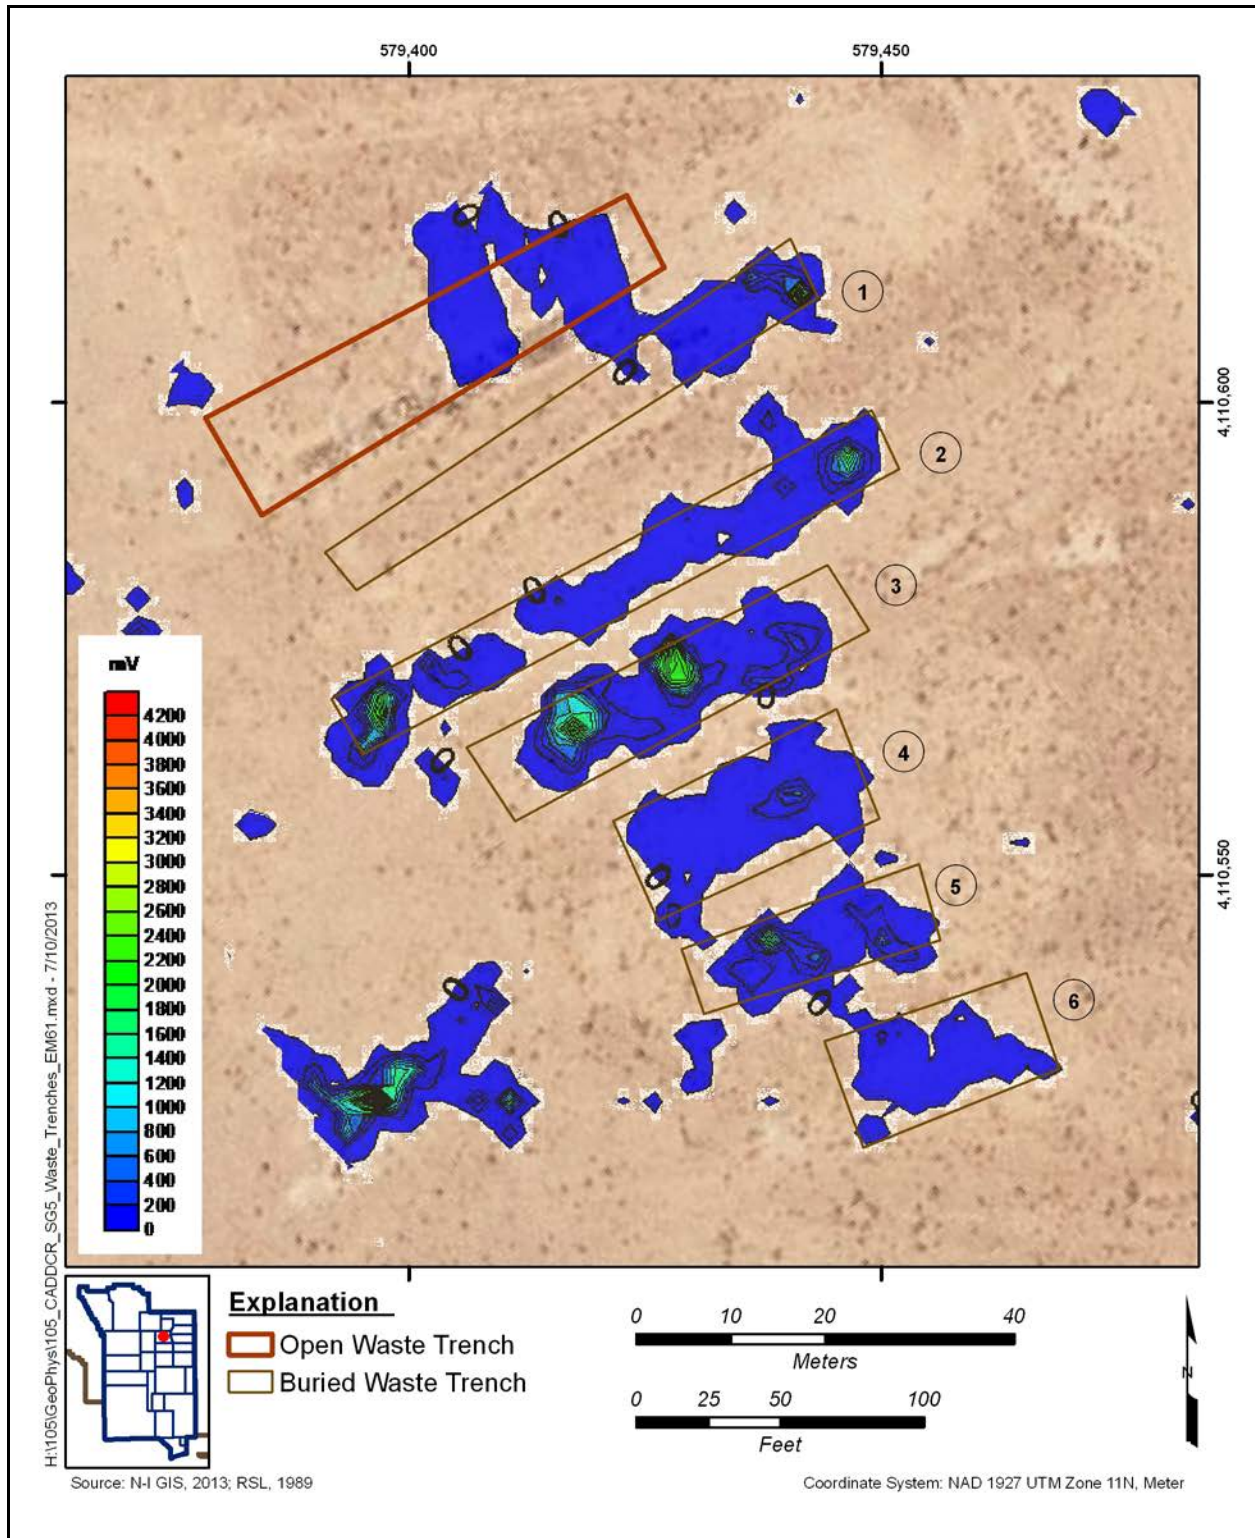 579,400
579,450
1
2
3
4
5
6
4,110,600
4,110,550
mV
4200
4000
3800
3600
3400
3200
3000
2800
2600
2400
2200
2000
1800
1600
1400
1200
1000
800
600
400
200
0
H:\105\GeoPhys\105_CADDCR_SG5_Waste_Trenches_EM61.mxd - 7/10/2013
Explanation
Open Waste Trench
Buried Waste Trench
0 10 20 40
Meters
0 25 50 100
Feet
N
Source: N-I GIS, 2013; RSL, 1989
Coordinate System: NAD 1927 UTM Zone 11N, Meter